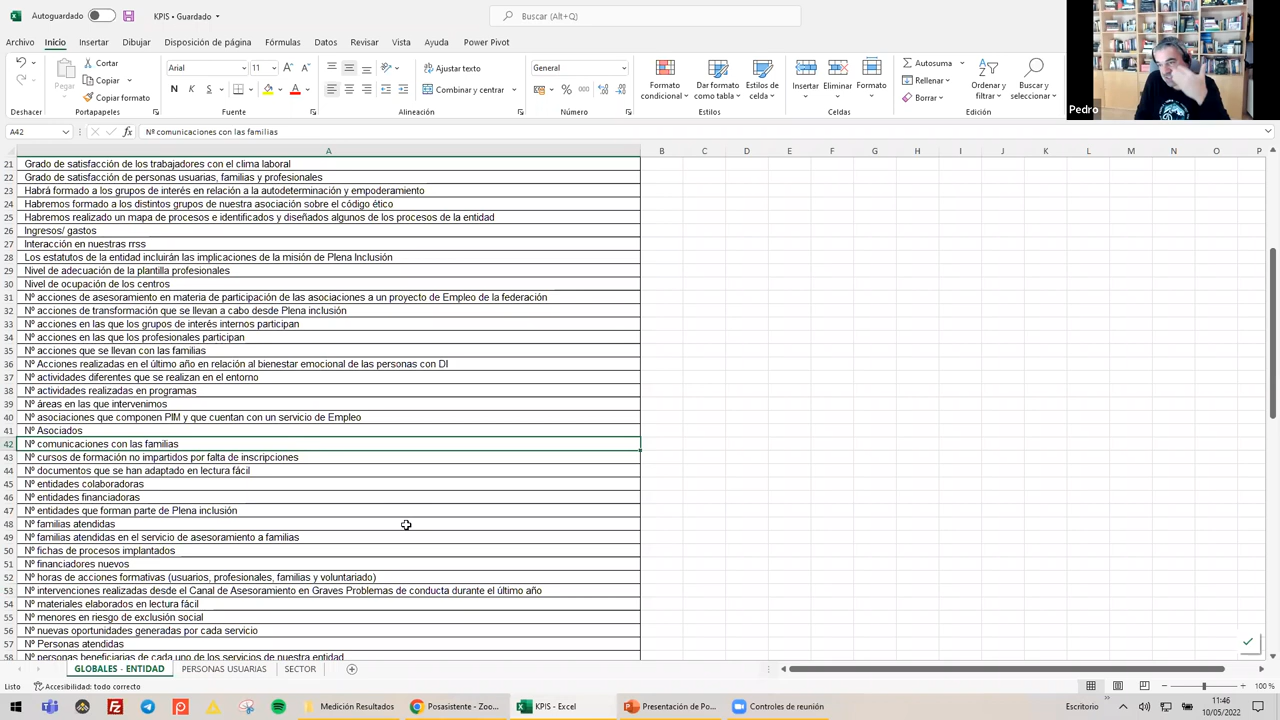 Autoguardado
KPIS • Guardado
Buscar (Alt+Q)
Archivo Inicio Insertar Dibujar Disposición de página Fórmulas Datos Revisar Vista Ayuda Power Pivot
Pegar
Cortar
Copiar
Copiar formato
Arial 11
N K S
Ajustar texto
Combinar y centrar
General
% 000
Formato condicional
Dar formato como tabla
Estilos de celda
Insertar
Eliminar
Formato
Autosuma
Rellenar
Borrar
Ordenar y filtrar
Buscar y seleccionar
Deshacer Portapapeles Fuente Alineación Número Estilos Celdas Edición
Pedro
A42 fx Nº comunicaciones con las familias
A B C D E F G H I J K L M N O P
21 Grado de satisfacción de los trabajadores con el clima laboral
22 Grado de satisfacción de personas usuarias, familias y profesionales
23 Habrá formado a los grupos de interés en relación a la autodeterminación y empoderamiento
24 Habremos formado a los distintos grupos de nuestra asociación sobre el código ético
25 Habremos realizado un mapa de procesos e identificados y diseñados algunos de los procesos de la entidad
26 Ingresos/ gastos
27 Interacción en nuestras rrss
28 Los estatutos de la entidad incluirán las implicaciones de la misión de Plena Inclusión
29 Nivel de adecuación de la plantilla profesionales
30 Nivel de ocupación de los centros
31 Nº acciones de asesoramiento en materia de participación de las asociaciones a un proyecto de Empleo de la federación
32 Nº acciones de transformación que se llevan a cabo desde Plena inclusión
33 Nº acciones en las que los grupos de interés internos participan
34 Nº acciones en las que los profesionales participan
35 Nº acciones que se llevan con las familias
36 Nº Acciones realizadas en el último año en relación al bienestar emocional de las personas con DI
37 Nº actividades diferentes que se realizan en el entorno
38 Nº actividades realizadas en programas
39 Nº áreas en las que intervenimos
40 Nº asociaciones que componen PIM y que cuentan con un servicio de Empleo
41 Nº Asociados
42 Nº comunicaciones con las familias
43 Nº cursos de formación no impartidos por falta de inscripciones
44 Nº documentos que se han adaptado en lectura fácil
45 Nº entidades colaboradoras
46 Nº entidades financiadoras
47 Nº entidades que forman parte de Plena inclusión
48 Nº familias atendidas
49 Nº familias atendidas en el servicio de asesoramiento a familias
50 Nº fichas de procesos implantados
51 Nº financiadores nuevos
52 Nº horas de acciones formativas (usuarios, profesionales, familias y voluntariado)
53 Nº intervenciones realizadas desde el Canal de Asesoramiento en Graves Problemas de conducta durante el último año
54 Nº materiales elaborados en lectura fácil
55 Nº menores en riesgo de exclusión social
56 Nº nuevas oportunidades generadas por cada servicio
57 Nº Personas atendidas
58 Nº personas beneficiarias de cada uno de los servicios de nuestra entidad
GLOBALES - ENTIDAD PERSONAS USUARIAS SECTOR
Listo Accesibilidad: todo correcto 100 %
Medición Resultados
Posasistente - Zoo...
KPIS - Excel
Presentación de Po...
Controles de reunión
Escritorio
11:46
10/05/2022